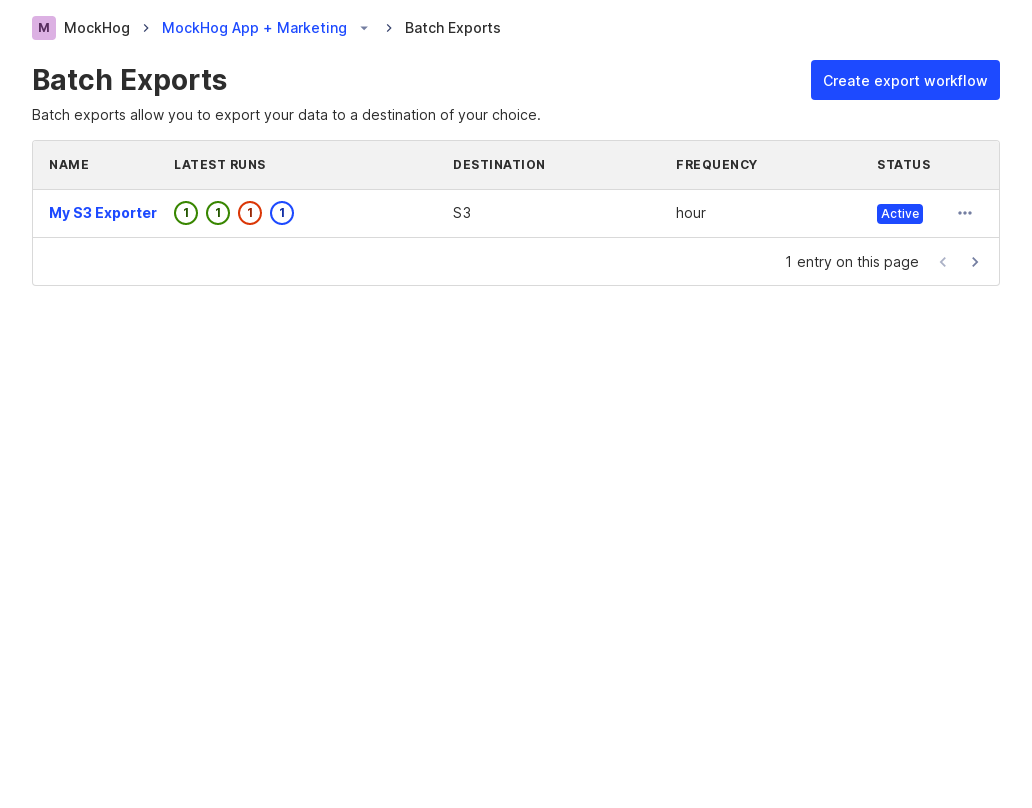 M MockHog MockHog App + Marketing Batch Exports
Batch Exports
Create export workflow
Batch exports allow you to export your data to a destination of your choice.
NAME LATEST RUNS DESTINATION FREQUENCY STATUS
My S3 Exporter 1 1 1 1 S3 hour Active
1 entry on this page